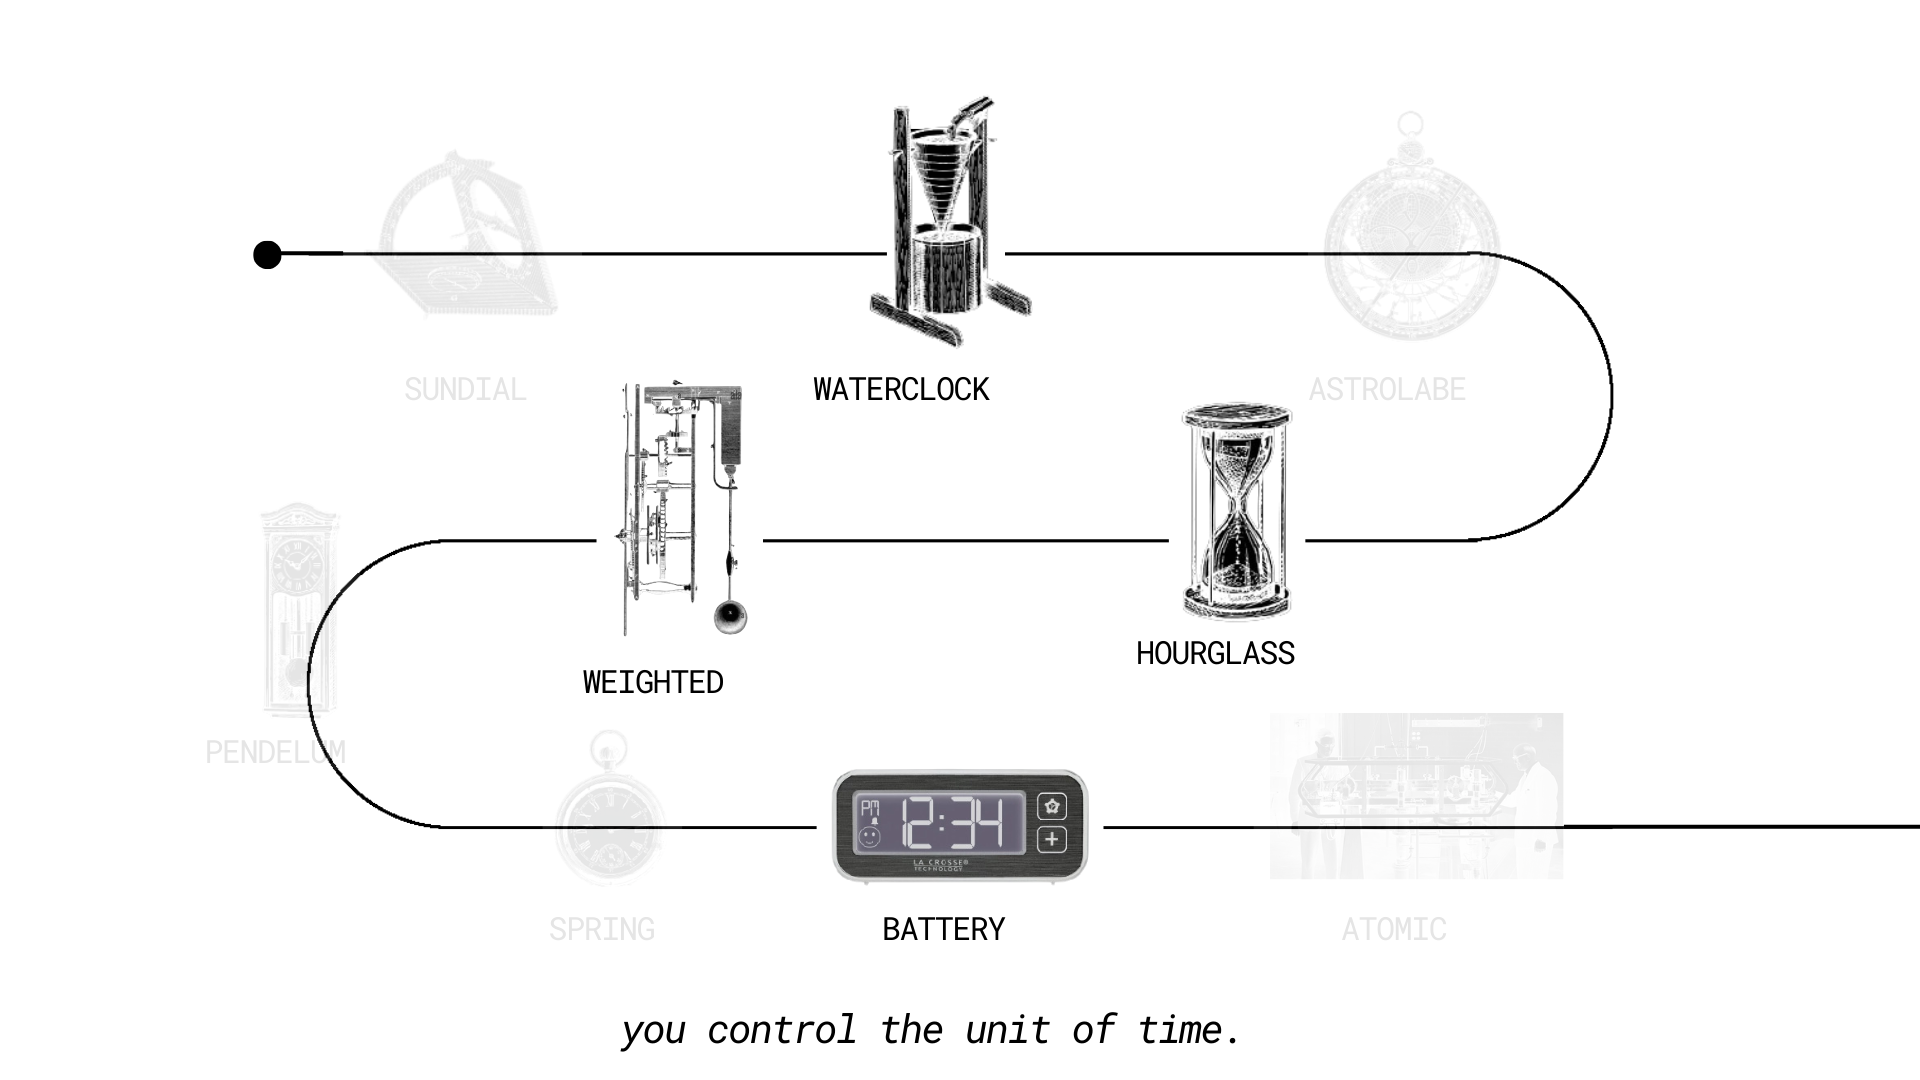 SUNDIAL
WATERCLOCK
ASTROLABE
HOURGLASS
WEIGHTED
PENDELUM
PM
12:34
LA CROSSE®
TECHNOLOGY
SPRING
BATTERY
ATOMIC
you control the unit of time.